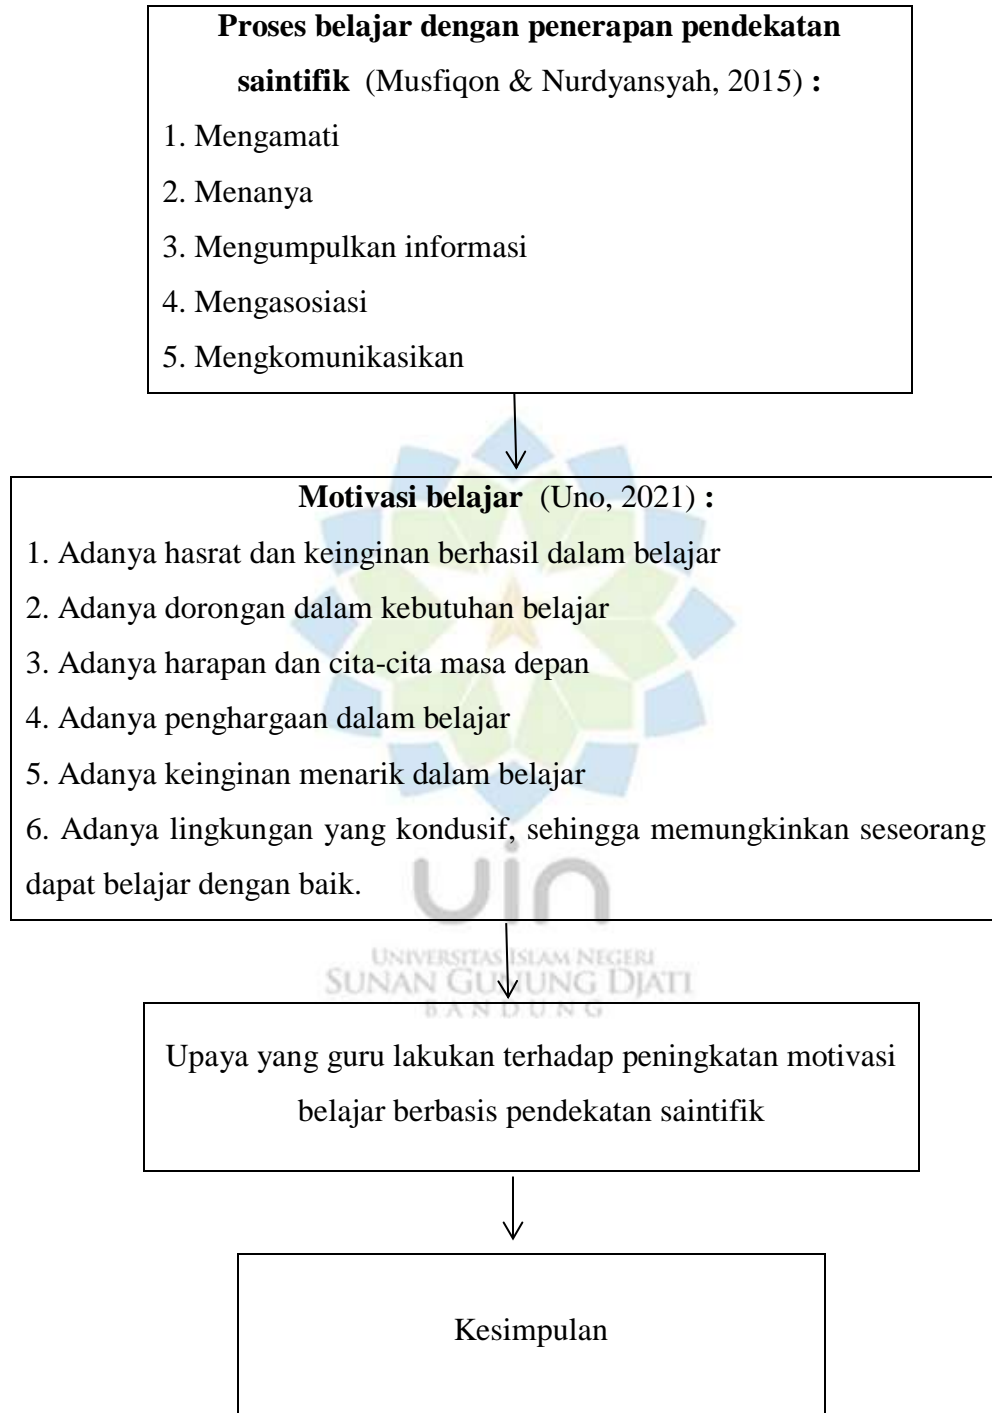 Proses belajar dengan penerapan pendekatan
saintifik (Musfiqon & Nurdyansyah, 2015) :
1. Mengamati
2. Menanya
3. Mengumpulkan informasi
4. Mengasosiasi
5. Mengkomunikasikan
Motivasi belajar (Uno, 2021) :
1. Adanya hasrat dan keinginan berhasil dalam belajar
2. Adanya dorongan dalam kebutuhan belajar
3. Adanya harapan dan cita-cita masa depan
4. Adanya penghargaan dalam belajar
5. Adanya keinginan menarik dalam belajar
6. Adanya lingkungan yang kondusif, sehingga memungkinkan seseorang
dapat belajar dengan baik.
uin
UNIVERSITAS ISLAM NEGERI
SUNAN GUNUNG DJATI
BANDUNG
Upaya yang guru lakukan terhadap peningkatan motivasi
belajar berbasis pendekatan saintifik
Kesimpulan